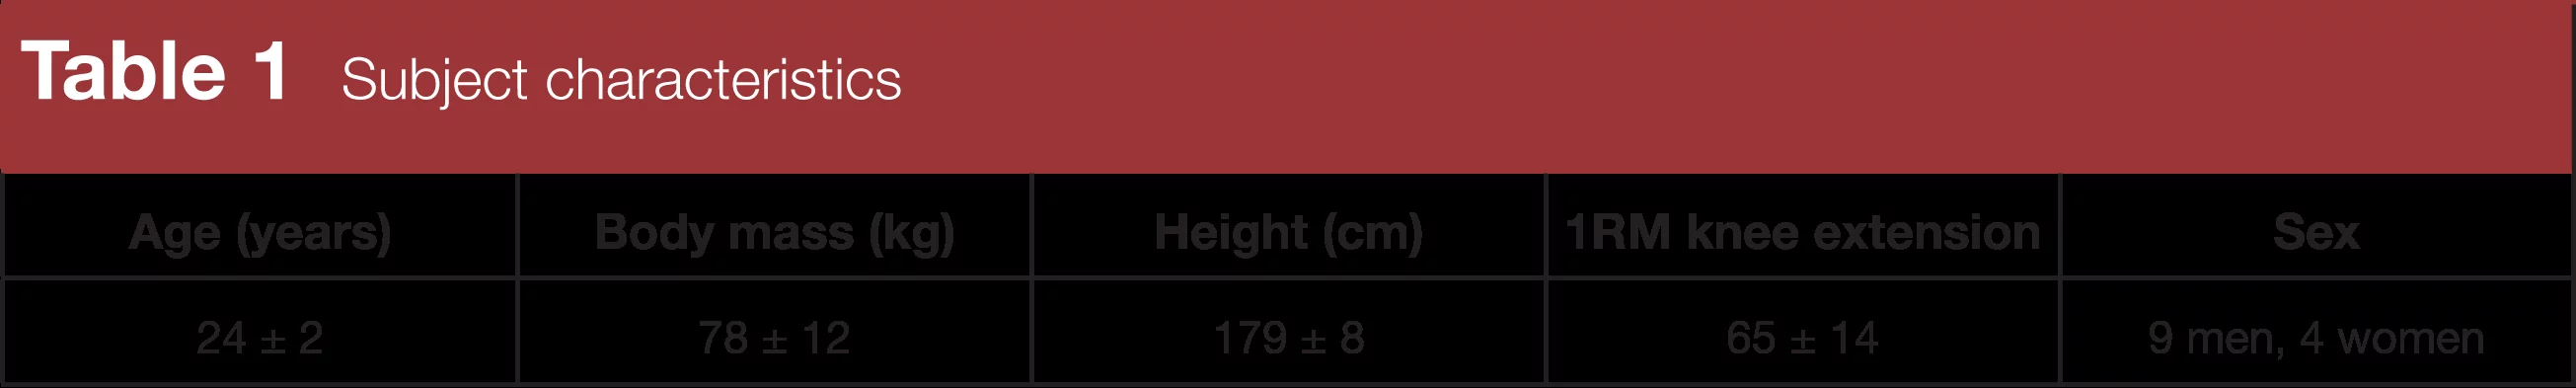 Table 1 Subject characteristics
Age (years) Body mass (kg) Height (cm) 1RM knee extension Sex
24 ± 2 78 ± 12 179 ± 8 65 ± 14 9 men, 4 women